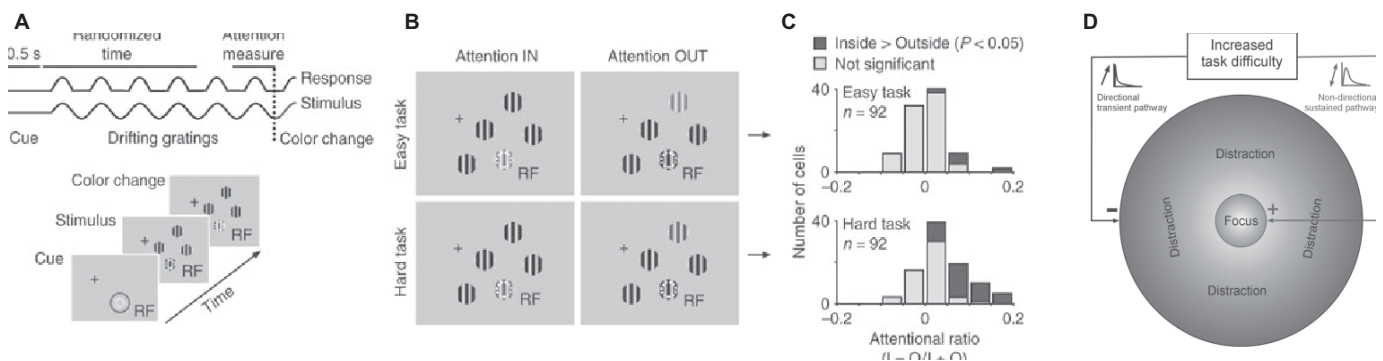 A
Randomized
time
Attention
measure
0.5 s
Response
Stimulus
Cue
Drifting gratings
Color change
Color change
+
RF
Stimulus
+
RF
Cue
+
RF
Time
B
Attention IN
Attention OUT
Easy task
+
RF
+
RF
Hard task
+
RF
+
RF
C
Inside > Outside (P < 0.05)
Not significant
Number of cells
40
Easy task
n = 92
0
−0.2
0
0.2
40
Hard task
n = 92
0
−0.2
0
0.2
Attentional ratio
(I − O/I + O)
D
Increased
task difficulty
Directional
transient pathway
Non-directional
sustained pathway
Distraction
Distraction
Focus
Distraction
Distraction
−
+